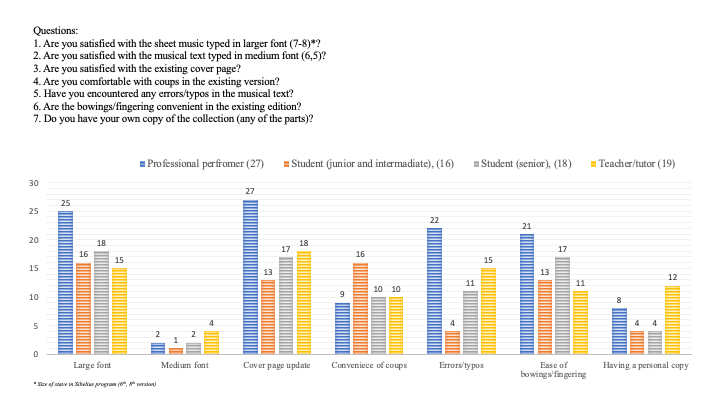 Questions:
1. Are you satisfied with the sheet music typed in larger font (7-8)*?
2. Are you satisfied with the musical text typed in medium font (6,5)?
3. Are you satisfied with the existing cover page?
4. Are you comfortable with coups in the existing version?
5. Have you encountered any errors/typos in the musical text?
6. Are the bowings/fingering convenient in the existing edition?
7. Do you have your own copy of the collection (any of the parts)?
Professional perfromer (27) Student (junior and intermadiate), (16) Student (senior), (18) Teacher/tutor (19)
30
25
20
15
10
5
0
25 16 18 15
2 1 2 4
27 13 17 18
9 16 10 10
22 4 11 15
21 13 17 11
8 4 4 12
Large font Medium font Cover page update Conveniece of coups Errors/typos Ease of bowings/fingering Having a personal copy
* Size of stave in Sibelius program (6th, 8th version)